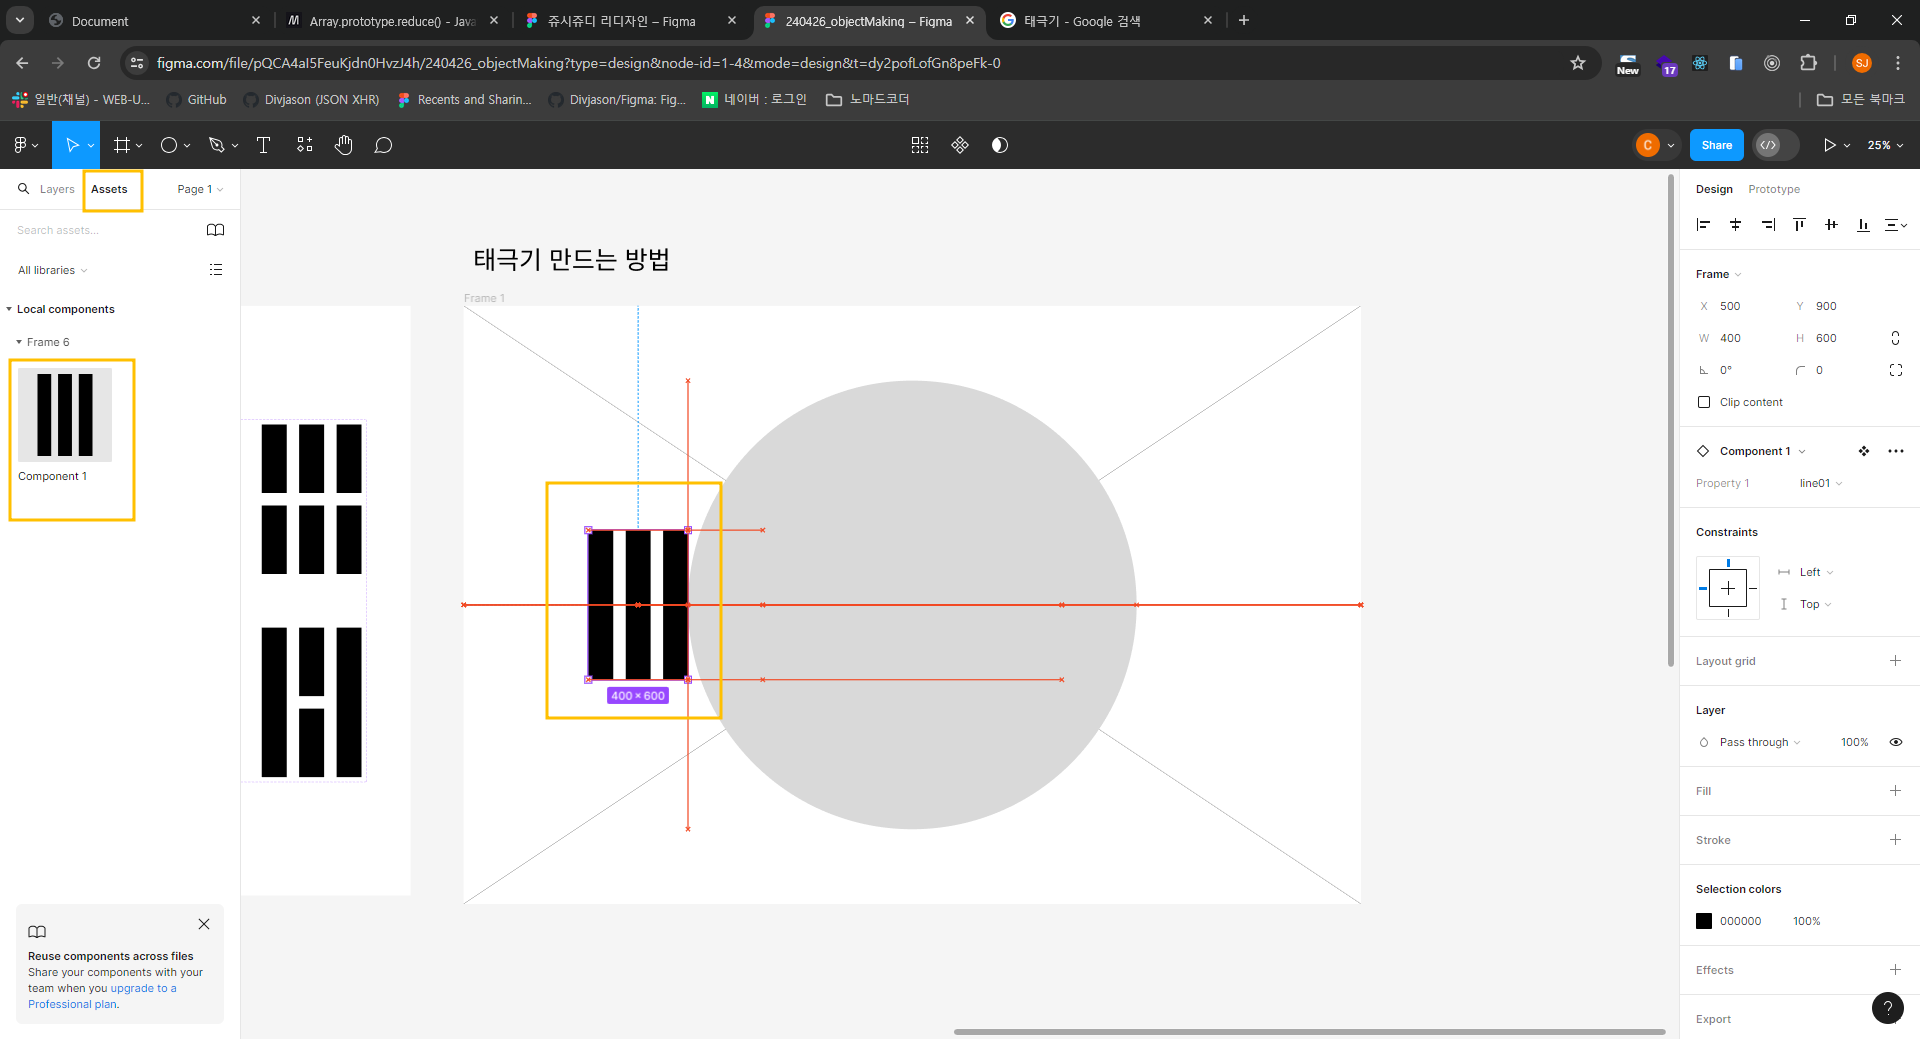 Document
Array.prototype.reduce() - Java
쥬시쥬디 리디자인 – Figma
240426_objectMaking – Figma
태극기 - Google 검색
figma.com/file/pQCA4aI5FeuKjdn0HvzJ4h/240426_objectMaking?type=design&node-id=1-4&mode=design&t=dy2pofLofGn8peFk-0
New
17
SJ
일반(채널) - WEB-U...
GitHub
Divjason (JSON XHR)
Recents and Sharin...
Divjason/Figma: Fig...
네이버 : 로그인
노마드코더
모든 북마크
C
Share
25%
Layers
Assets
Page 1
Search assets...
All libraries
Local components
Frame 6
Component 1
Reuse components across files
Share your components with your
team when you upgrade to a
Professional plan.
태극기 만드는 방법
Frame 1
400 × 600
Design
Prototype
Frame
X 500
Y 900
W 400
H 600
0°
0
Clip content
Component 1
Property 1
line01
Constraints
Left
Top
Layout grid
Layer
Pass through
100%
Fill
Stroke
Selection colors
000000
100%
Effects
Export
?